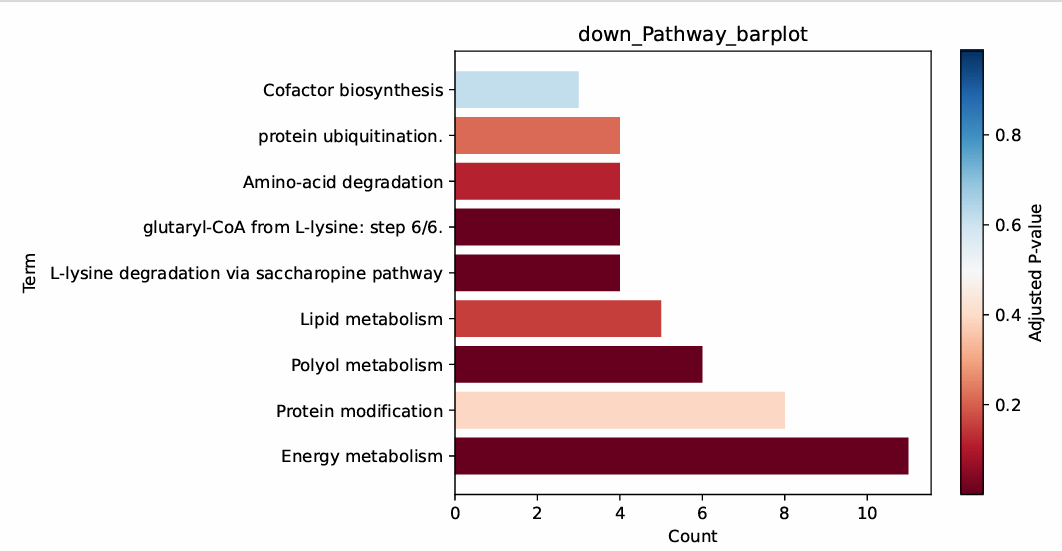 down_Pathway_barplot
Cofactor biosynthesis
protein ubiquitination.
Amino-acid degradation
glutaryl-CoA from L-lysine: step 6/6.
L-lysine degradation via saccharopine pathway
Lipid metabolism
Polyol metabolism
Protein modification
Energy metabolism
Term
0 2 4 6 8 10
Count
0.8
0.6
0.4
0.2
Adjusted P-value